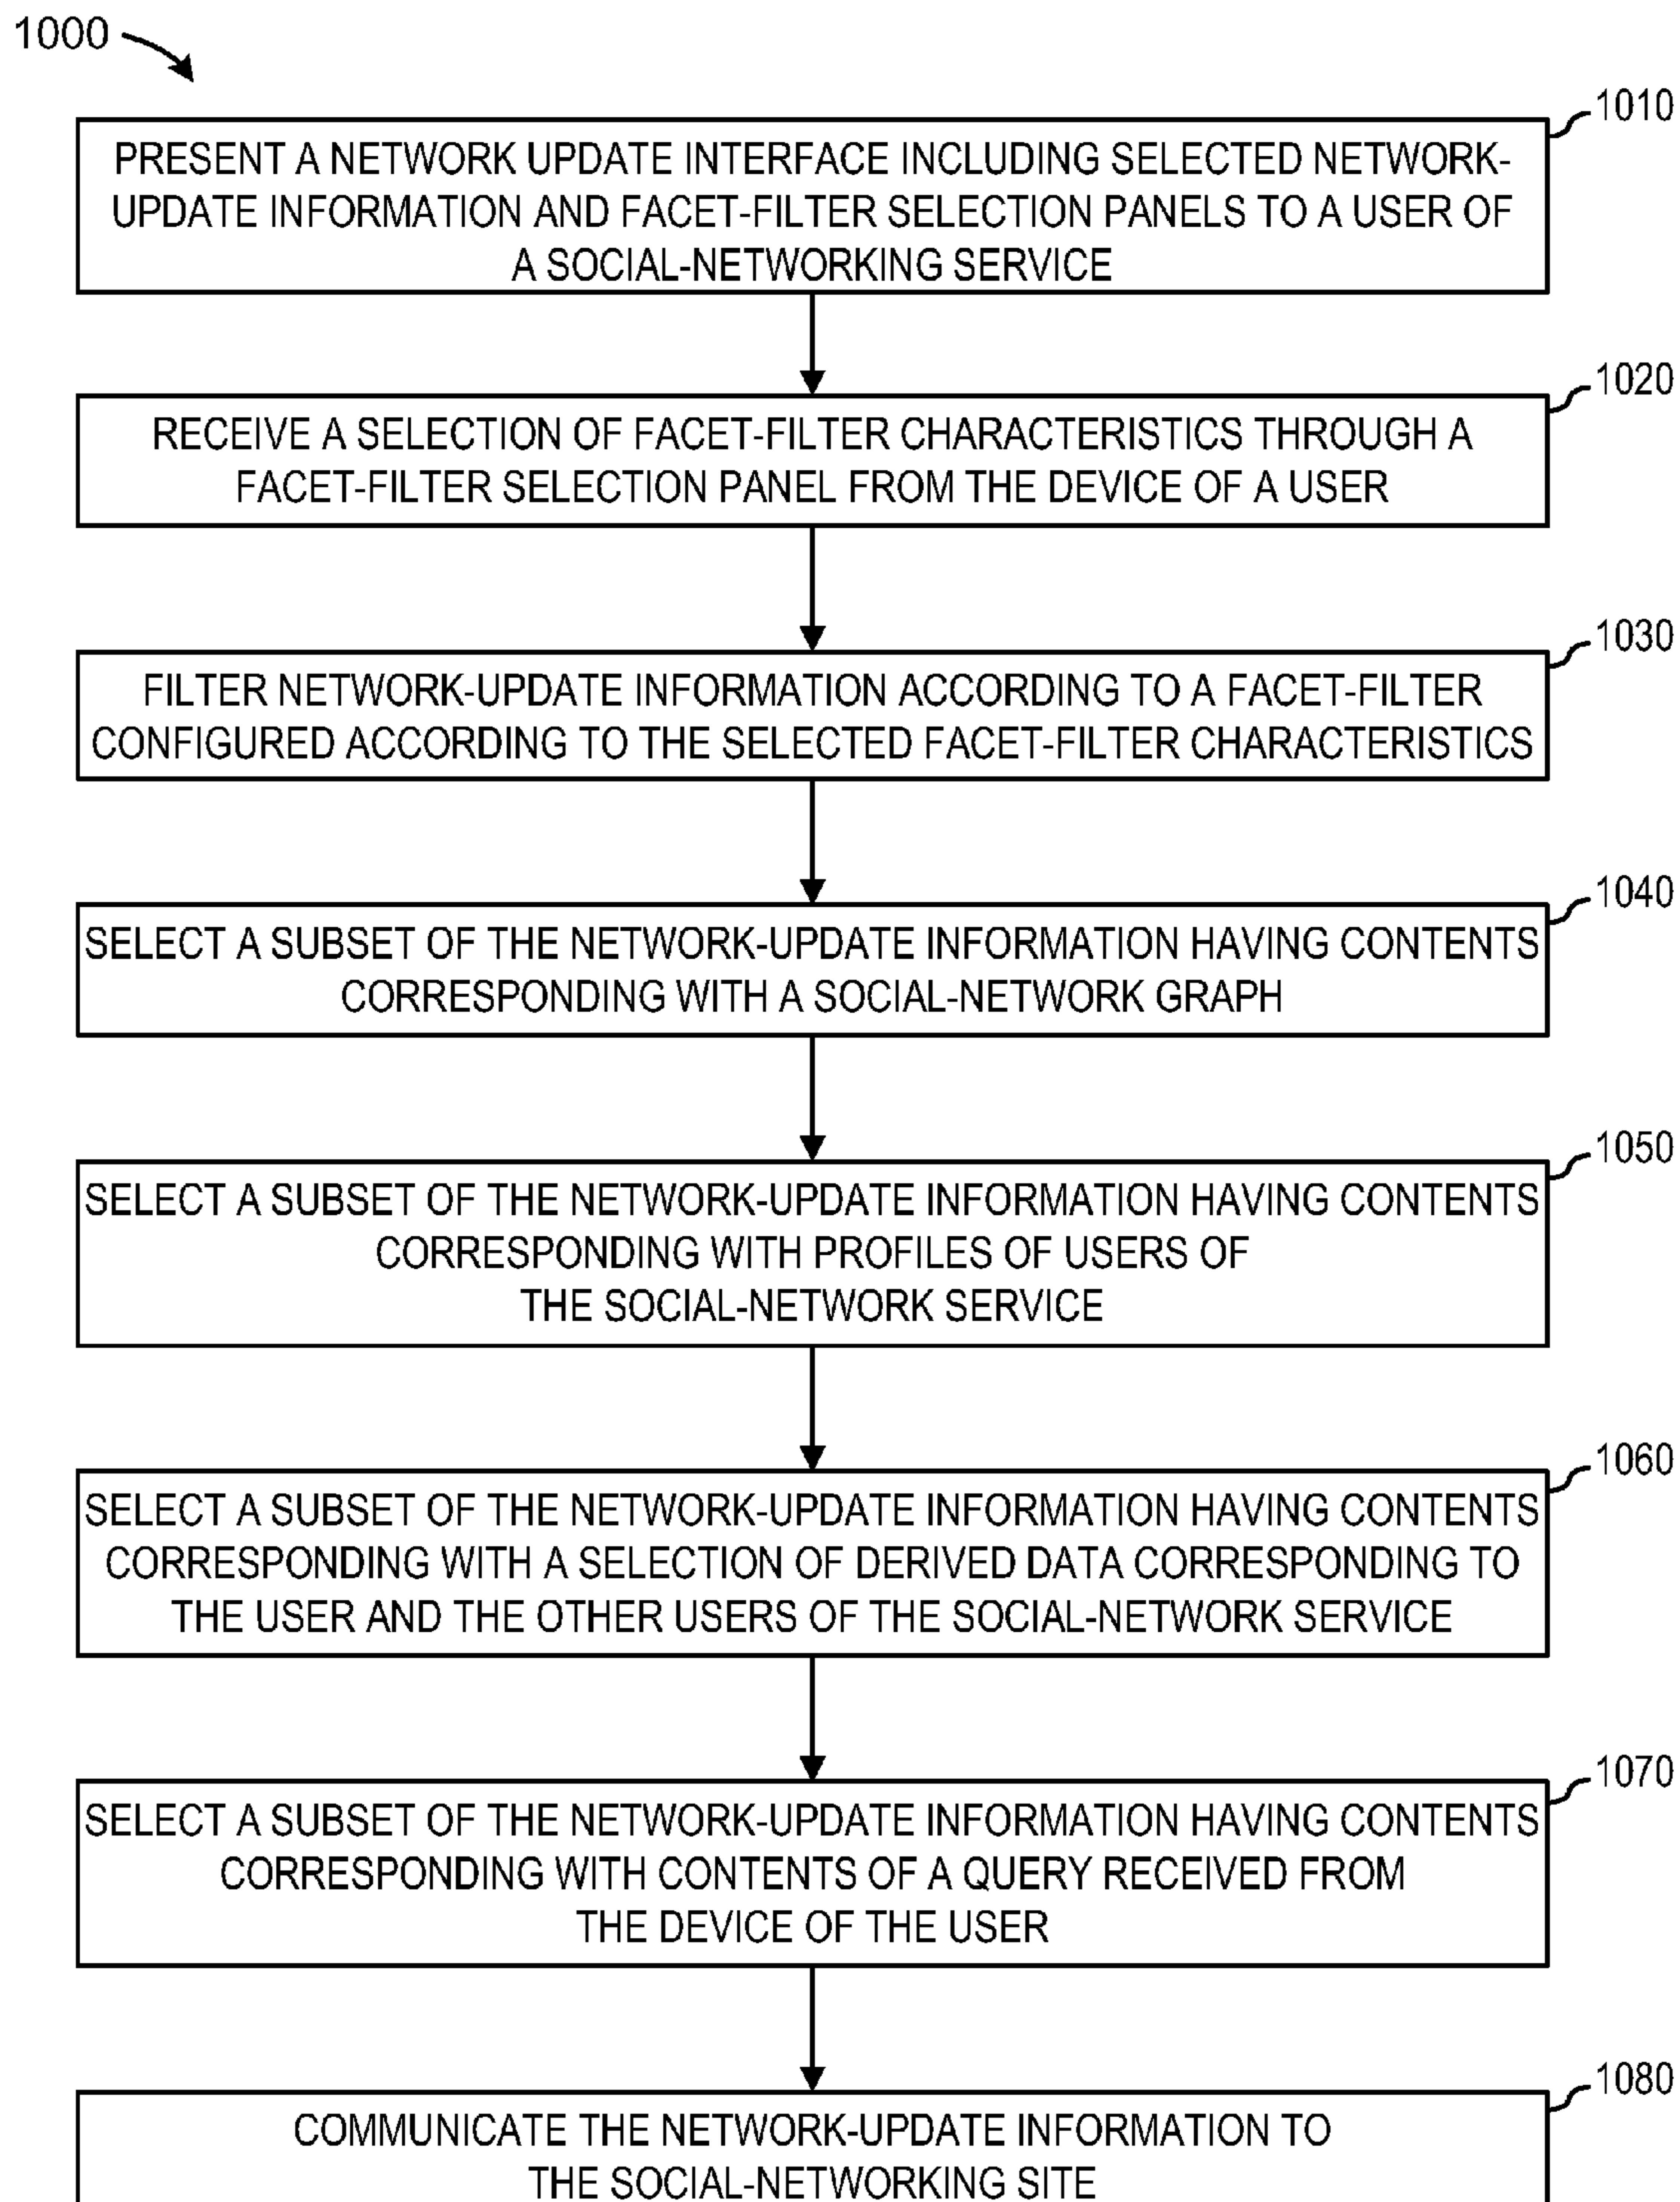 1000
1010
PRESENT A NETWORK UPDATE INTERFACE INCLUDING SELECTED NETWORK-
UPDATE INFORMATION AND FACET-FILTER SELECTION PANELS TO A USER OF
A SOCIAL-NETWORKING SERVICE
1020
RECEIVE A SELECTION OF FACET-FILTER CHARACTERISTICS THROUGH A
FACET-FILTER SELECTION PANEL FROM THE DEVICE OF A USER
1030
FILTER NETWORK-UPDATE INFORMATION ACCORDING TO A FACET-FILTER
CONFIGURED ACCORDING TO THE SELECTED FACET-FILTER CHARACTERISTICS
1040
SELECT A SUBSET OF THE NETWORK-UPDATE INFORMATION HAVING CONTENTS
CORRESPONDING WITH A SOCIAL-NETWORK GRAPH
1050
SELECT A SUBSET OF THE NETWORK-UPDATE INFORMATION HAVING CONTENTS
CORRESPONDING WITH PROFILES OF USERS OF
THE SOCIAL-NETWORK SERVICE
1060
SELECT A SUBSET OF THE NETWORK-UPDATE INFORMATION HAVING CONTENTS
CORRESPONDING WITH A SELECTION OF DERIVED DATA CORRESPONDING TO
THE USER AND THE OTHER USERS OF THE SOCIAL-NETWORK SERVICE
1070
SELECT A SUBSET OF THE NETWORK-UPDATE INFORMATION HAVING CONTENTS
CORRESPONDING WITH CONTENTS OF A QUERY RECEIVED FROM
THE DEVICE OF THE USER
1080
COMMUNICATE THE NETWORK-UPDATE INFORMATION TO
THE SOCIAL-NETWORKING SITE